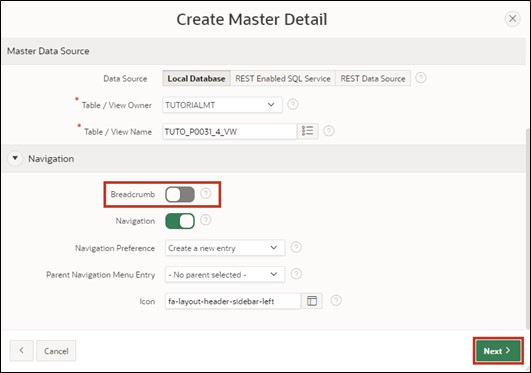 Create Master Detail
Master Data Source
Data Source Local Database REST Enabled SQL Service REST Data Source
* Table / View Owner TUTORIALMT
* Table / View Name TUTO_P0031_4_VW
Navigation
Breadcrumb
Navigation
Navigation Preference Create a new entry
Parent Navigation Menu Entry - No parent selected -
Icon fa-layout-header-sidebar-left
Cancel Next